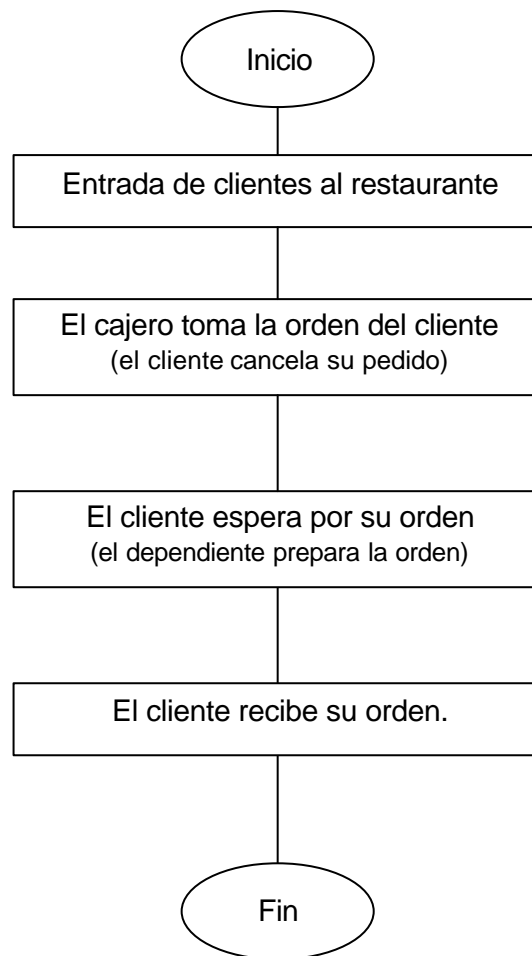 Inicio
Entrada de clientes al restaurante
El cajero toma la orden del cliente
(el cliente cancela su pedido)
El cliente espera por su orden
(el dependiente prepara la orden)
El cliente recibe su orden.
Fin